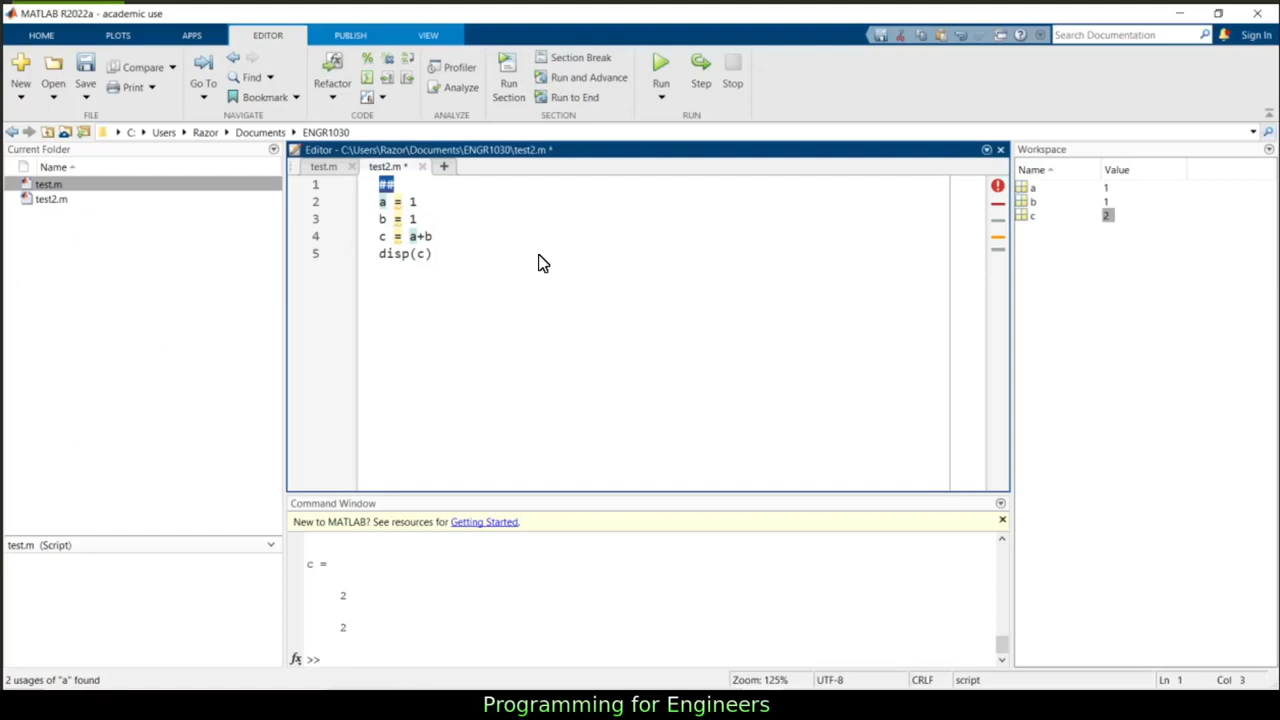 MATLAB R2022a - academic use
HOME PLOTS APPS EDITOR PUBLISH VIEW Search Documentation Sign In
New Open Save Compare Print Go To Find Bookmark Refactor Profiler Analyze Run Section Section Break Run and Advance Run to End Run Step Stop
FILE NAVIGATE CODE ANALYZE SECTION RUN
C: Users Razor Documents ENGR1030
Current Folder
Name
test.m
test2.m
test.m (Script)
Editor - C:\Users\Razor\Documents\ENGR1030\test2.m *
test.m test2.m *
1 ##
2 a = 1
3 b = 1
4 c = a+b
5 disp(c)
Command Window
New to MATLAB? See resources for Getting Started.
c =
2
2
fx >>
Workspace
Name Value
a 1
b 1
c 2
2 usages of "a" found Zoom: 125% UTF-8 CRLF script Ln 1 Col 3
Programming for Engineers